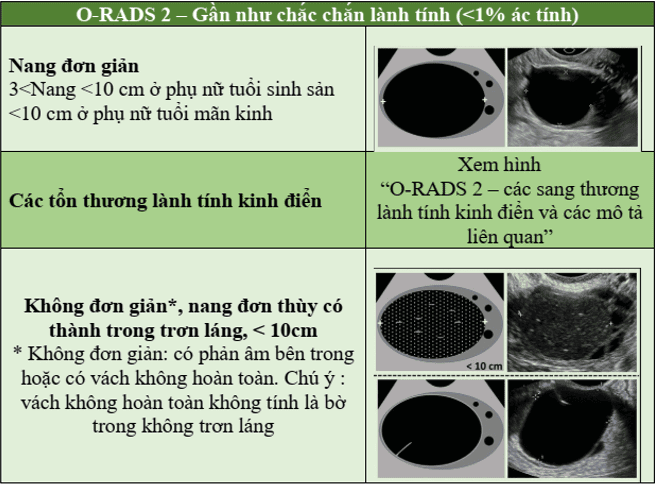 O-RADS 2 – Gần như chắc chắn lành tính (<1% ác tính)
Nang đơn giản
3<Nang <10 cm ở phụ nữ tuổi sinh sản
<10 cm ở phụ nữ tuổi mãn kinh
Các tổn thương lành tính kinh điển
Xem hình
“O-RADS 2 – các sang thương
lành tính kinh điển và các mô tả
liên quan”
Không đơn giản*, nang đơn thùy có
thành trong trơn láng, < 10cm
* Không đơn giản: có phản âm bên trong
hoặc có vách không hoàn toàn. Chú ý :
vách không hoàn toàn không tính là bờ
trong không trơn láng
< 10 cm